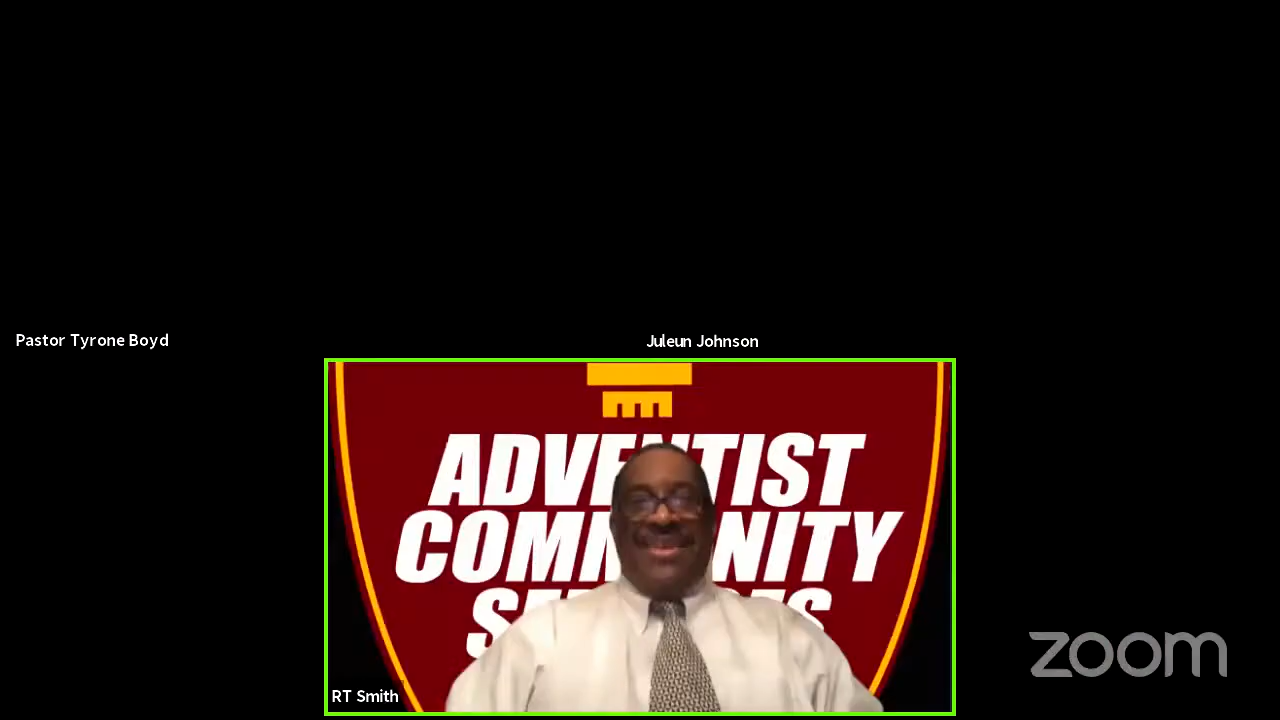 Pastor Tyrone Boyd
Juleun Johnson
ADVENTIST
COMMUNITY
RT Smith
zoom